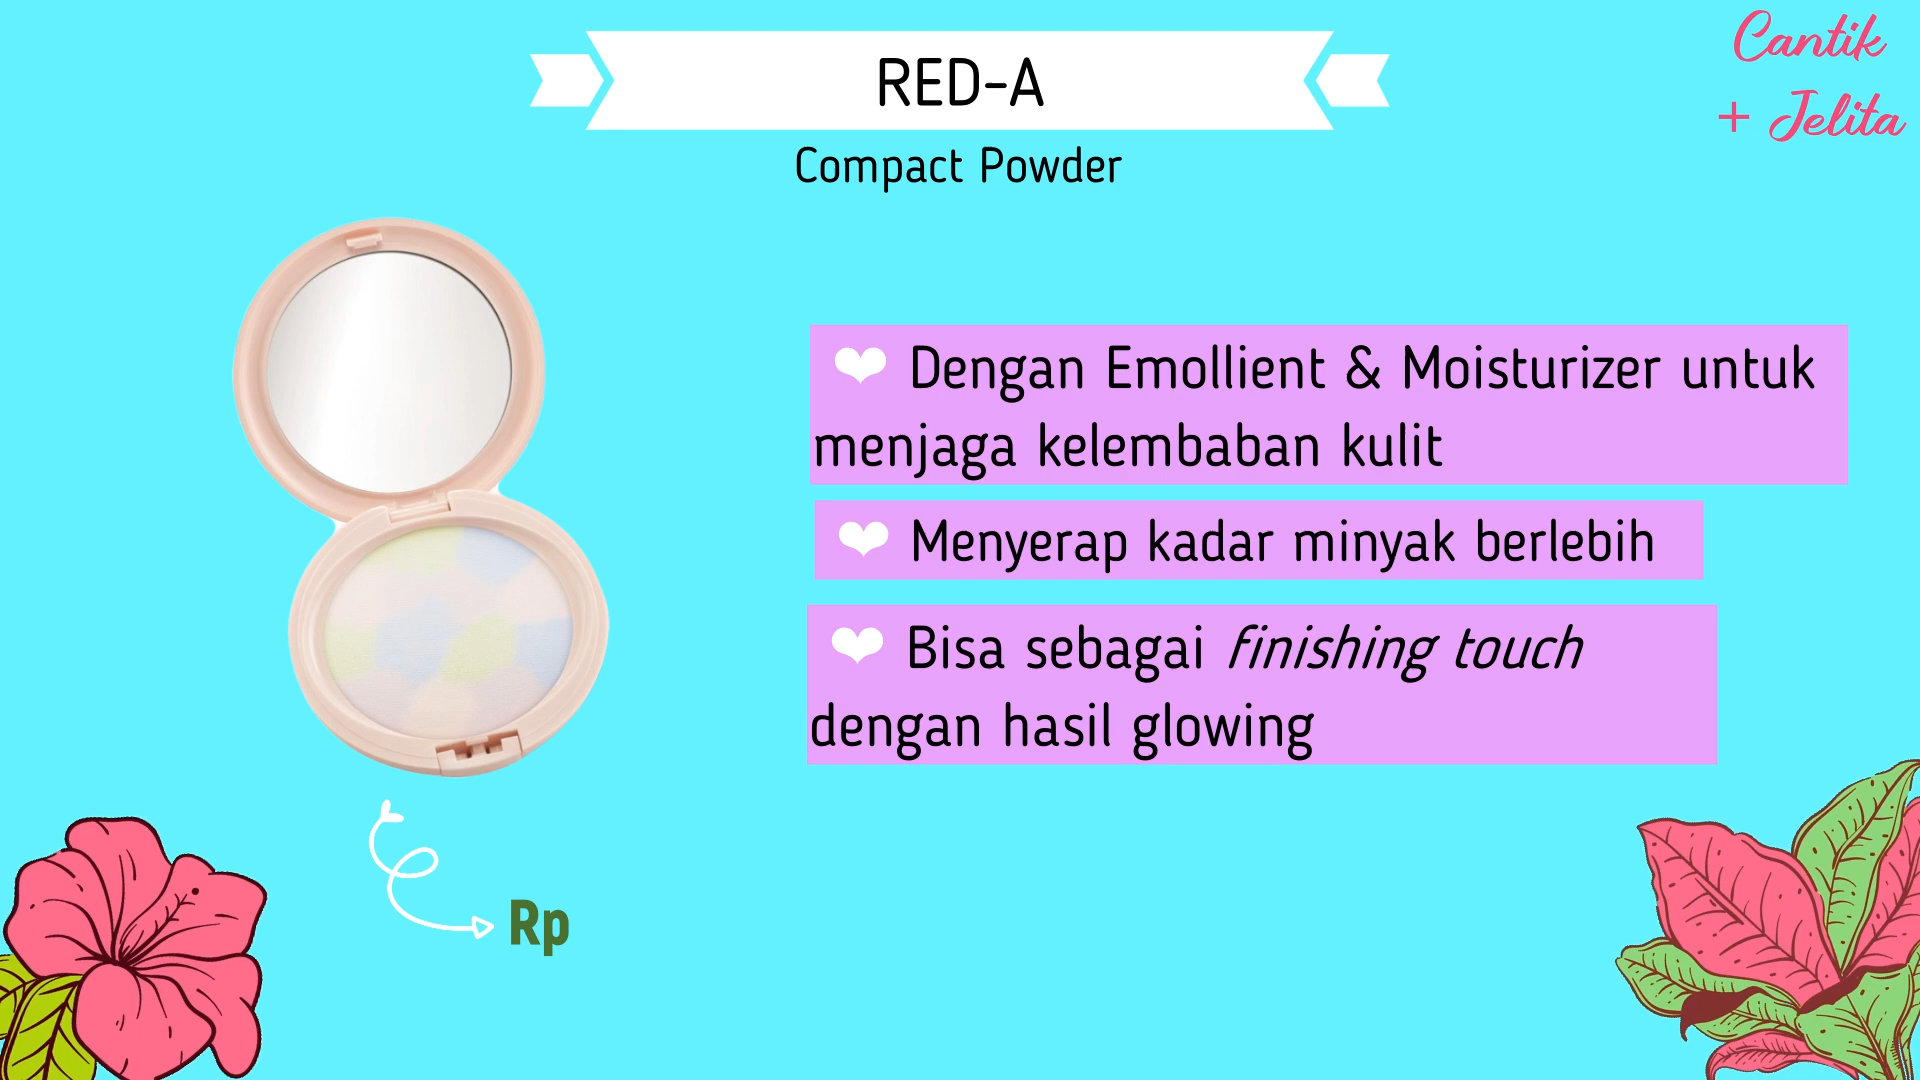 RED-A
Compact Powder
Cantik
+ Jelita
❤ Dengan Emollient & Moisturizer untuk
menjaga kelembaban kulit
❤ Menyerap kadar minyak berlebih
❤ Bisa sebagai finishing touch
dengan hasil glowing
Rp